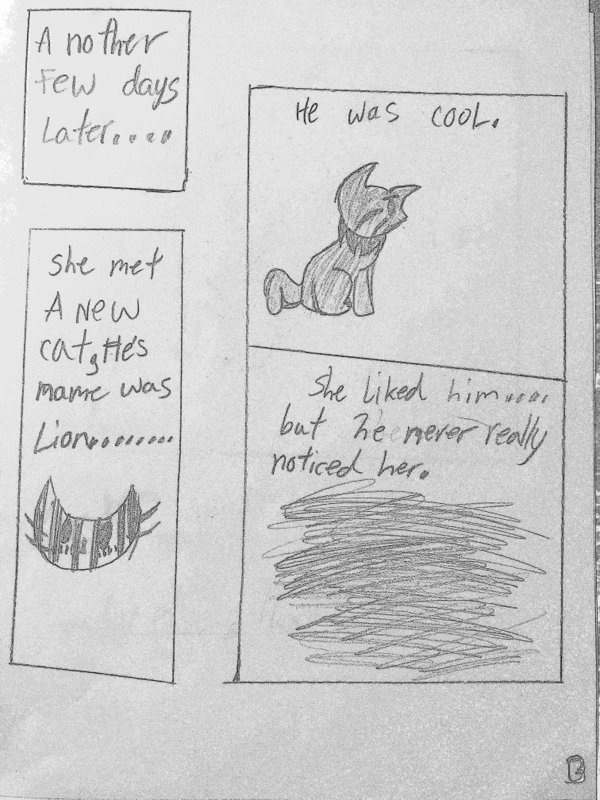 A nother
few days
Later....
She met
A New
cat, He's
name was
Lion........
He was cool.
She liked him....
but he never really
noticed her.